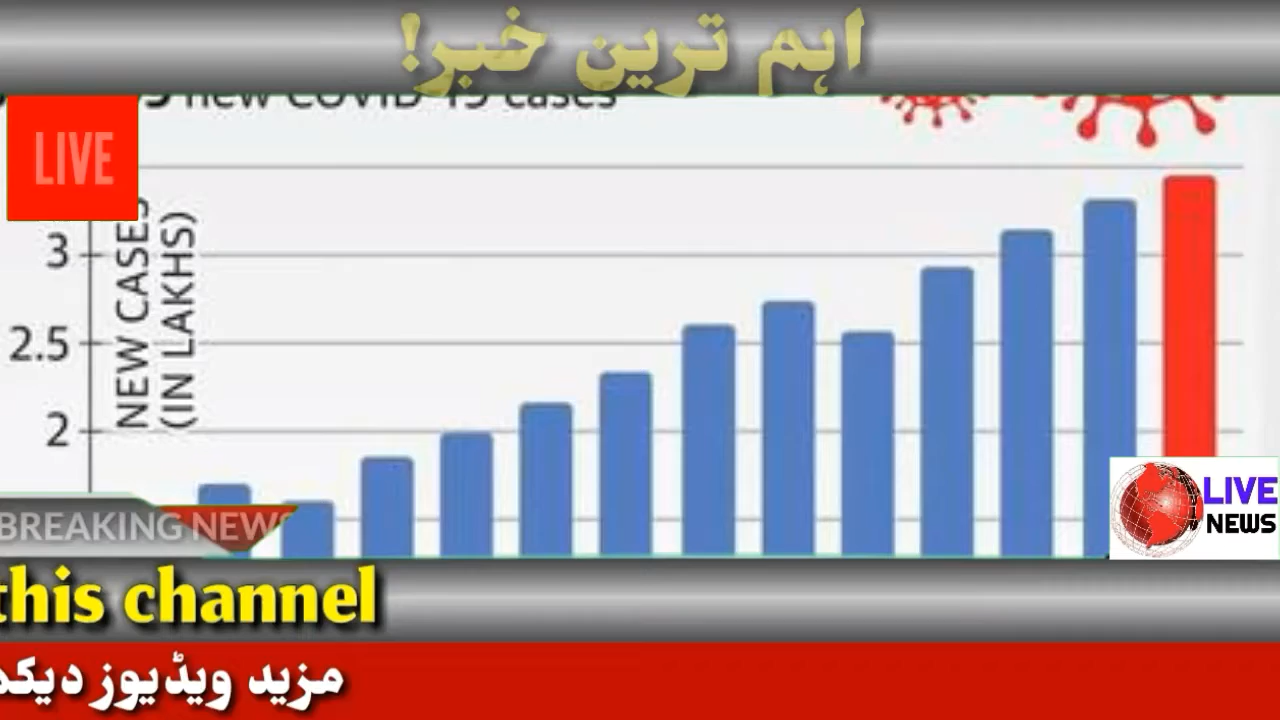 اہم ترین خبر!
new COVID-19 cases
LIVE
NEW CASES
(IN LAKHS)
3
2.5
2
BREAKING NEWS
LIVE
NEWS
this channel
مزید ویڈیوز